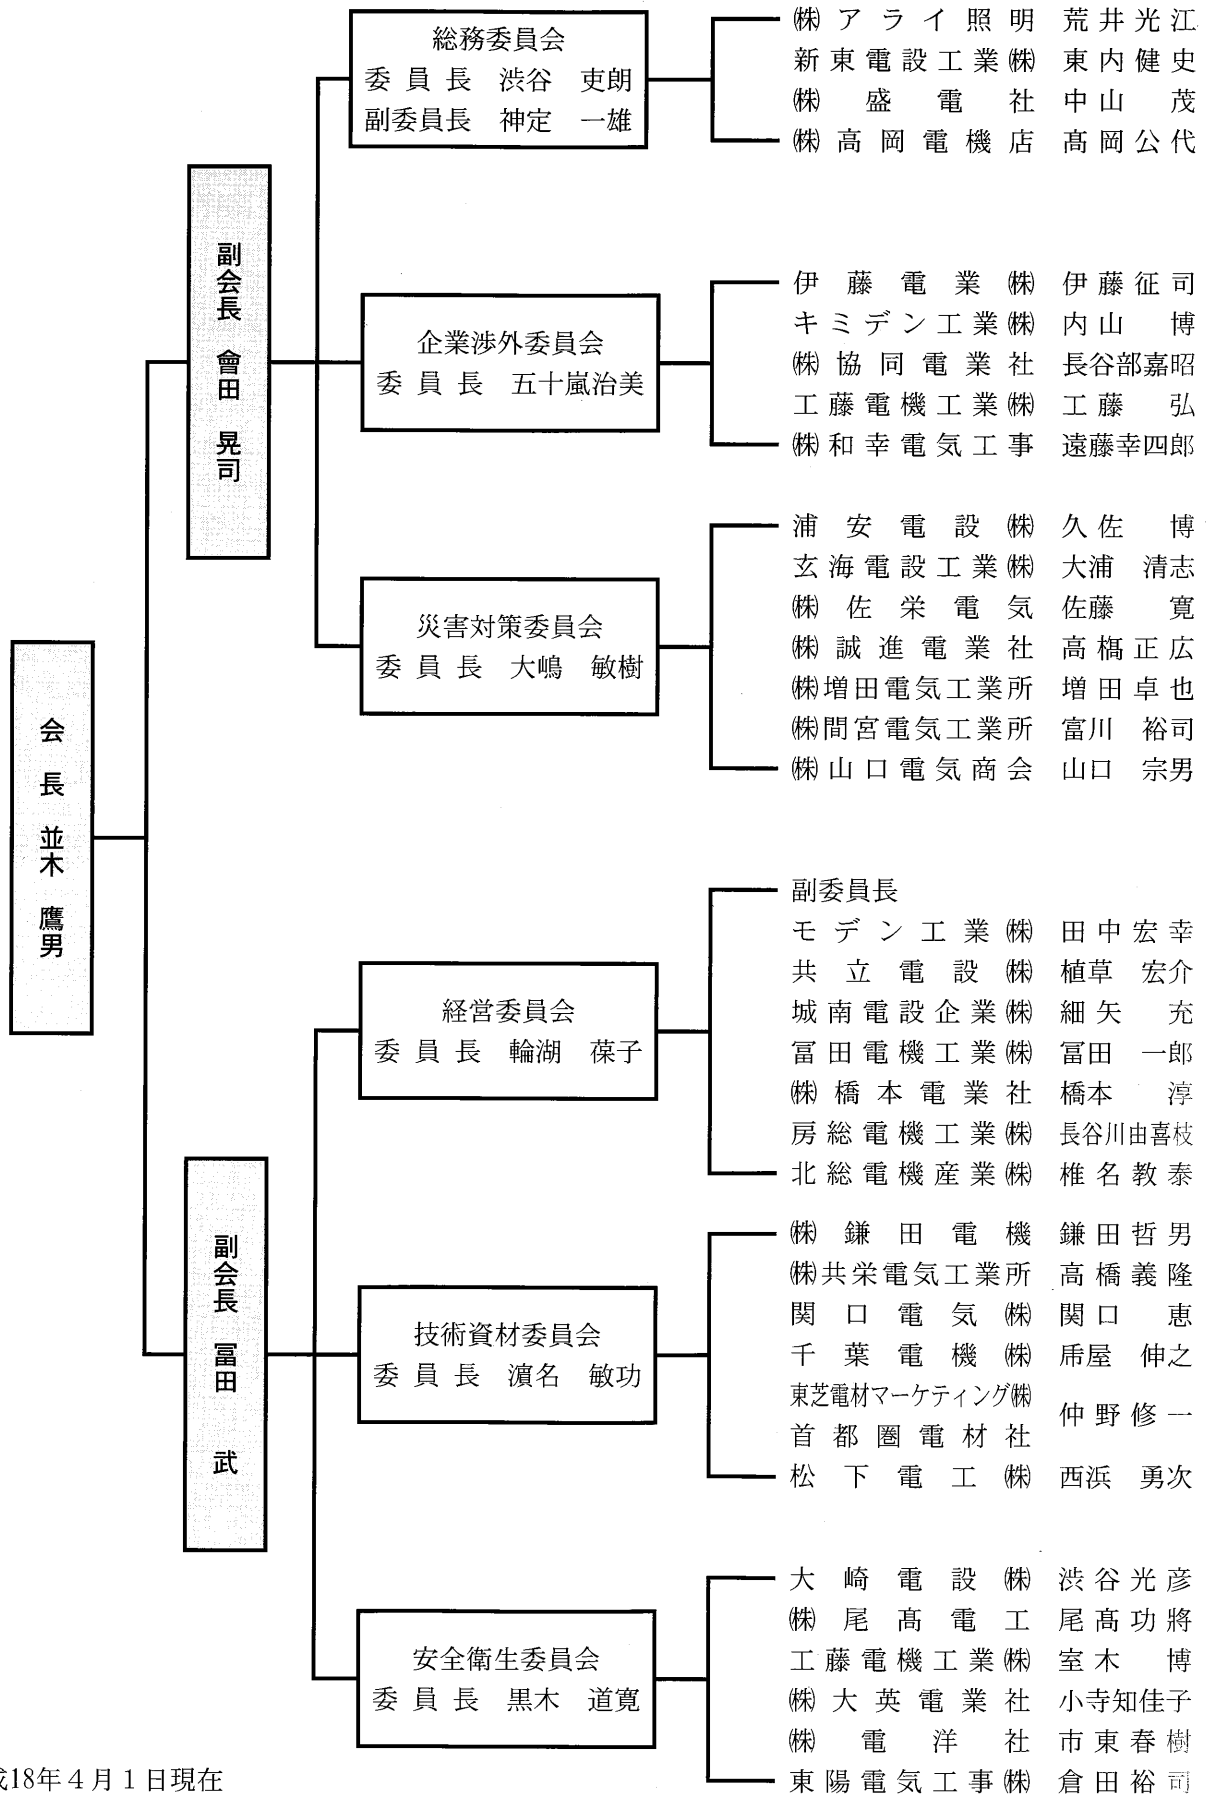 会長 並木 鷹男
副会長 會田 晃司
総務委員会
委員長 渋谷 吏朗
副委員長 神定 一雄
㈱アライ照明 荒井光江
新東電設工業㈱ 東内健史
㈱盛電社 中山 茂
㈱高岡電機店 髙岡公代
企業渉外委員会
委員長 五十嵐治美
伊藤電業㈱ 伊藤征司
キミデン工業㈱ 内山 博
㈱協同電業社 長谷部嘉昭
工藤電機工業㈱ 工藤 弘
㈱和幸電気工事 遠藤幸四郎
災害対策委員会
委員長 大嶋 敏樹
浦安電設㈱ 久佐 博
玄海電設工業㈱ 大浦 清志
㈱佐栄電気 佐藤 寛
㈱誠進電業社 高橋正広
㈱増田電気工業所 増田卓也
㈱間宮電気工業所 富川 裕司
㈱山口電気商会 山口 宗男
副会長 冨田 武
経営委員会
委員長 輪湖 葆子
副委員長
モデン工業㈱ 田中宏幸
共立電設㈱ 植草 宏介
城南電設企業㈱ 細矢 充
冨田電機工業㈱ 冨田 一郎
㈱橋本電業社 橋本 淳
房総電機工業㈱ 長谷川由喜枝
北総電機産業㈱ 椎名教泰
技術資材委員会
委員長 濵名 敏功
㈱鎌田電機 鎌田哲男
㈱共栄電気工業所 高橋義隆
関口電気㈱ 関口 恵
千葉電機㈱ 乕屋 伸之
東芝電材マーケティング㈱
首都圏電材社 仲野修一
松下電工㈱ 西浜 勇次
安全衛生委員会
委員長 黒木 道寛
大崎電設㈱ 渋谷光彦
㈱尾髙電工 尾髙功將
工藤電機工業㈱ 室木 博
㈱大英電業社 小寺知佳子
㈱電洋社 市東春樹
東陽電気工事㈱ 倉田裕司
成18年4月1日現在